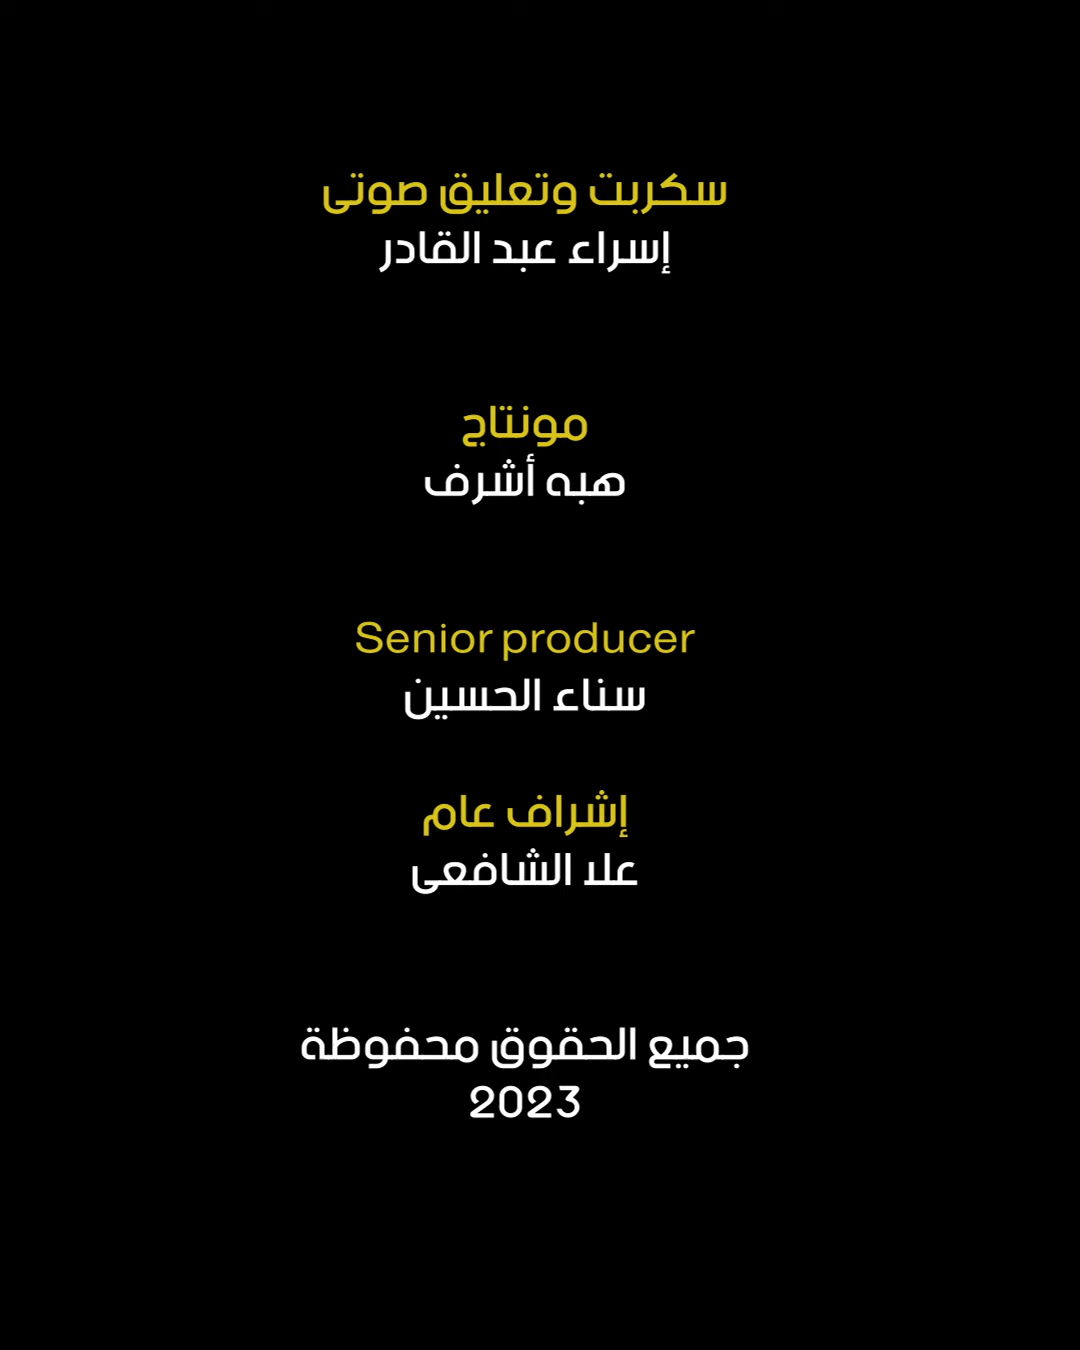 سكربت وتعليق صوتى
إسراء عبد القادر
مونتاج
هبه أشرف
Senior producer
سناء الحسين
إشراف عام
علا الشافعى
جميع الحقوق محفوظة
2023